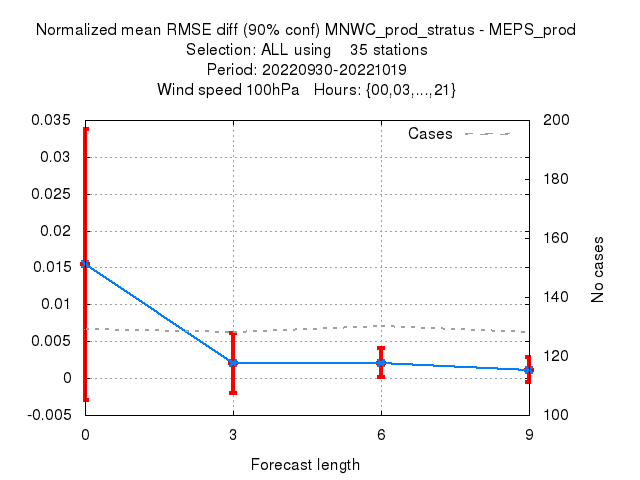 Normalized mean RMSE diff (90% conf) MNWC_prod_stratus - MEPS_prod
Selection: ALL using 35 stations
Period: 20220930-20221019
Wind speed 100hPa Hours: {00,03,...,21}
Cases
0.035
0.03
0.025
0.02
0.015
0.01
0.005
0
-0.005
200
180
160
140
120
100
No cases
0 3 6 9
Forecast length